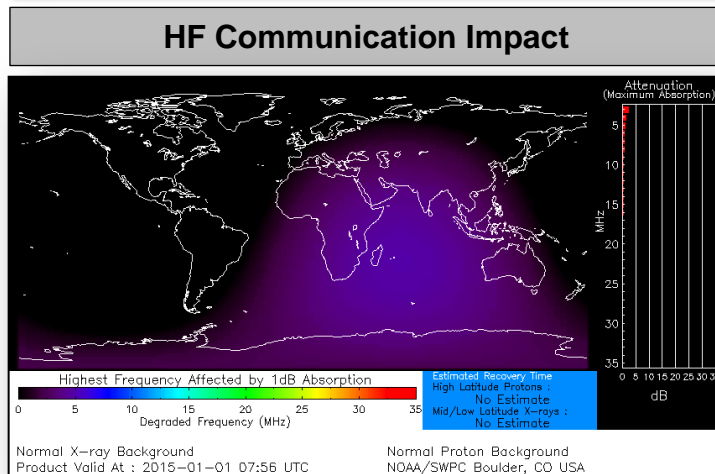 HF Communication Impact
Attenuation
(Maximum Absorption)
5
10
15
20
25
30
35
MHz
0 5 10 15 20 25 30
dB
Highest Frequency Affected by 1dB Absorption
0 5 10 15 20 25 30 35
Degraded Frequency (MHz)
Estimated Recovery Time
High Latitude Protons :
No Estimate
Mid/Low Latitude X-rays :
No Estimate
Normal X-ray Background
Normal Proton Background
Product Valid At : 2015-01-01 07:56 UTC
NOAA/SWPC Boulder, CO USA